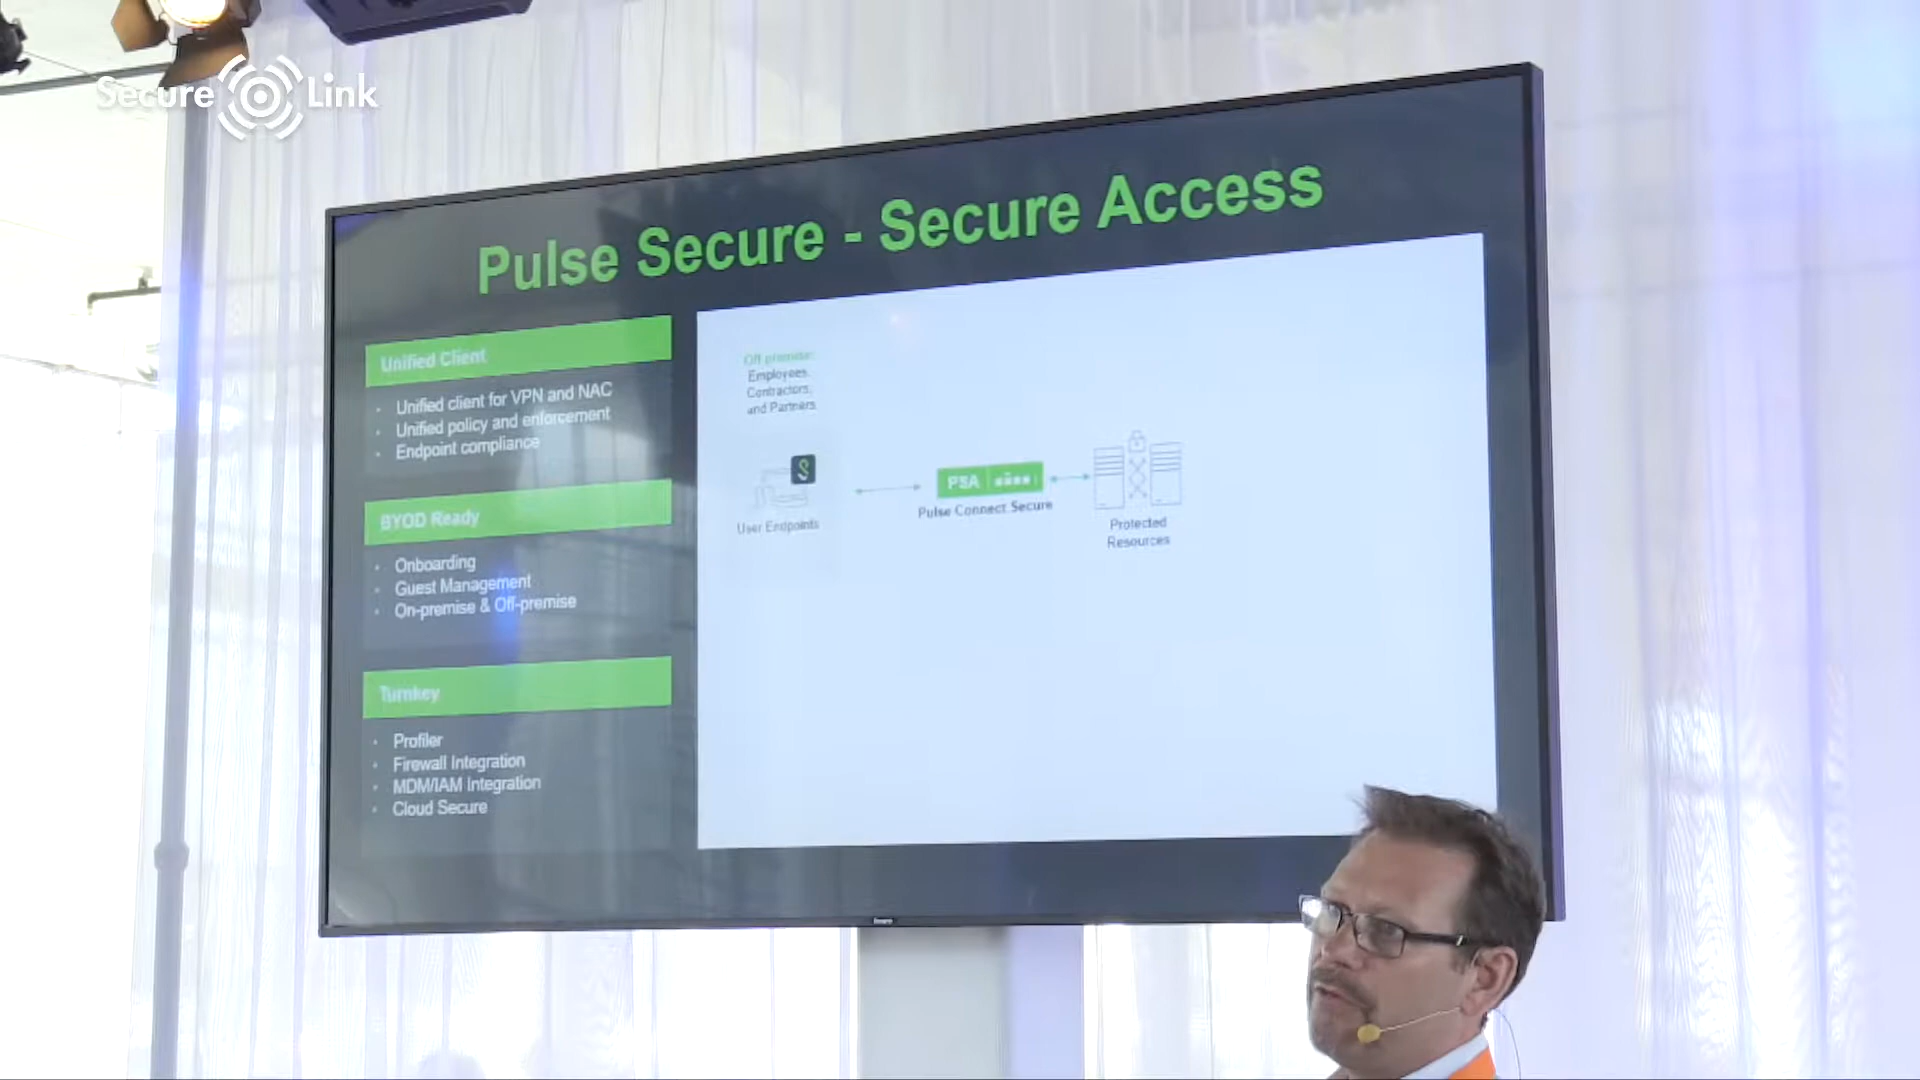 Secure Link
Pulse Secure - Secure Access
Unified Client
Unified client for VPN and NAC
Unified policy and enforcement
Endpoint compliance
BYOD Ready
Onboarding
Guest Management
On-premise & Off-premise
Turnkey
Profiler
Firewall Integration
MDM/IAM Integration
Cloud Secure
Off-premise:
Employees,
Contractors,
and Partners
User Endpoints
PSA
Pulse Connect Secure
Protected
Resources